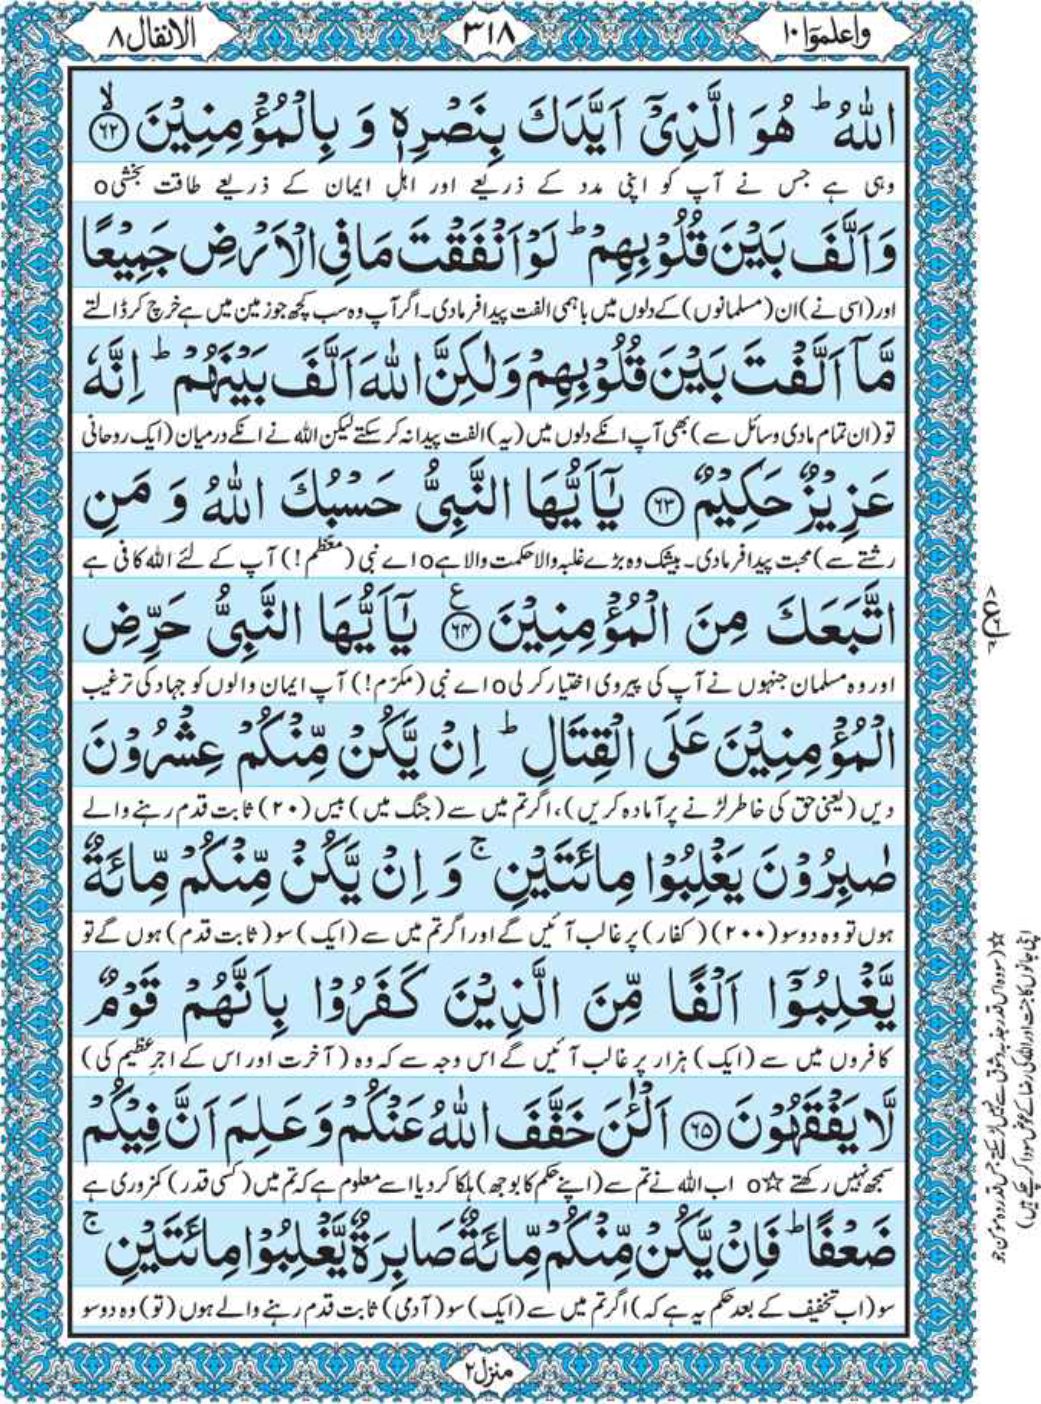 واعلموٓا ۱۰
۳۱۸
الانفال ۸
اللّٰهُ ؕ هُوَ الَّذِیْۤ اَیَّدَكَ بِنَصْرِهٖ وَ بِالْمُؤْمِنِیْنَ ۙ﴿۶۲﴾
وہی ہے جس نے آپ کو اپنی مدد کے ذریعے اور اہلِ ایمان کے ذریعے طاقت بخشی o
وَ اَلَّفَ بَیْنَ قُلُوْبِهِمْ ؕ لَوْ اَنْفَقْتَ مَا فِی الْاَرْضِ جَمِیْعًا
اور (اسی نے) ان (مسلمانوں) کے دلوں میں باہمی الفت پیدا فرما دی۔ اگر آپ وہ سب کچھ جو زمین میں ہے خرچ کر ڈالتے
مَّاۤ اَلَّفْتَ بَیْنَ قُلُوْبِهِمْ وَ لٰكِنَّ اللّٰهَ اَلَّفَ بَیْنَهُمْ ؕ اِنَّهٗ
تو (ان تمام مادی وسائل سے) بھی آپ انکے دلوں میں (یہ) الفت پیدا نہ کر سکتے لیکن اللہ نے انکے درمیان (ایک روحانی
عَزِیْزٌ حَكِیْمٌ ﴿۶۳﴾ یٰۤاَیُّهَا النَّبِیُّ حَسْبُكَ اللّٰهُ وَ مَنِ
رشتے سے) محبت پیدا فرما دی۔ بیشک وہ بڑے غلبہ والا حکمت والا ہے o اے نبی (معظّم!) آپ کے لئے اللہ کافی ہے
اتَّبَعَكَ مِنَ الْمُؤْمِنِیْنَ ﴿۶۴﴾ۧ یٰۤاَیُّهَا النَّبِیُّ حَرِّضِ
اور وہ مسلمان جنہوں نے آپ کی پیروی اختیار کر لی o اے نبی (مکرّم!) آپ ایمان والوں کو جہاد کی ترغیب
الْمُؤْمِنِیْنَ عَلَی الْقِتَالِ ؕ اِنْ یَّكُنْ مِّنْكُمْ عِشْرُوْنَ
دیں (یعنی حق کی خاطر لڑنے پر آمادہ کریں)، اگر تم میں سے (جنگ میں) بیس (۲۰) ثابت قدم رہنے والے
صٰبِرُوْنَ یَغْلِبُوْا مِائَتَیْنِ ۚ وَ اِنْ یَّكُنْ مِّنْكُمْ مِّائَةٌ
ہوں تو وہ دو سو (۲۰۰) (کفار) پر غالب آئیں گے اور اگر تم میں سے (ایک) سو (ثابت قدم) ہوں گے تو
یَّغْلِبُوْۤا اَلْفًا مِّنَ الَّذِیْنَ كَفَرُوْا بِاَنَّهُمْ قَوْمٌ
کافروں میں سے (ایک) ہزار پر غالب آئیں گے اس وجہ سے کہ وہ (آخرت اور اس کے اجرِ عظیم کی)
لَّا یَفْقَهُوْنَ ﴿۶۵﴾ اَلْـٰٔنَ خَفَّفَ اللّٰهُ عَنْكُمْ وَ عَلِمَ اَنَّ فِیْكُمْ
سمجھ نہیں رکھتے ☆ o اب اللہ نے تم سے (اپنے حکم کا بوجھ) ہلکا کر دیا اسے معلوم ہے کہ تم میں (کسی قدر) کمزوری ہے
ضَعْفًا ؕ فَاِنْ یَّكُنْ مِّنْكُمْ مِّائَةٌ صَابِرَةٌ یَّغْلِبُوْا مِائَتَیْنِ ۚ
سو (اب تخفیف کے بعد حکم یہ ہے کہ) اگر تم میں سے (ایک) سو (آدمی) ثابت قدم رہنے والے ہوں (تو) وہ دو سو
منزل ۲
☆ (سو وہ اس قدر جذبہ و شوق سے نہیں لڑ سکتے جس قدر وہ مومن جو
اپنی جانوں کا جنت اور اللہ کی رضا کے عوض سودا کر چکے ہیں)